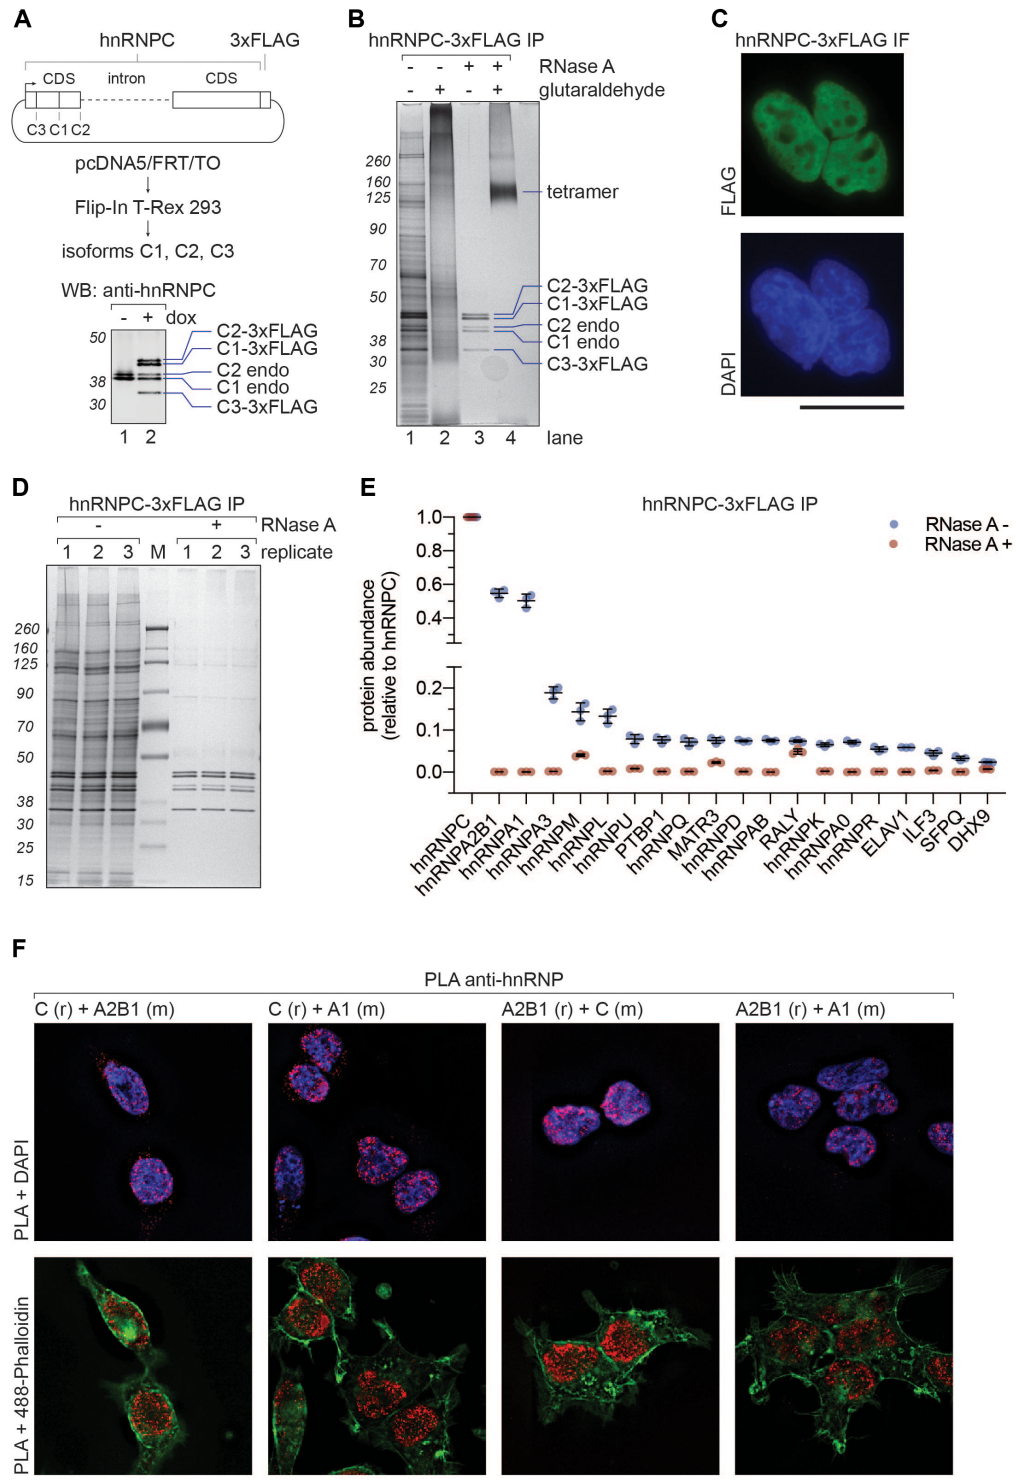 A
hnRNPC 3xFLAG
CDS intron CDS
C3 C1 C2
pcDNA5/FRT/TO
Flip-In T-Rex 293
isoforms C1, C2, C3
WB: anti-hnRNPC
- + dox
50
38
30
C2-3xFLAG
C1-3xFLAG
C2 endo
C1 endo
C3-3xFLAG
1 2
B
hnRNPC-3xFLAG IP
- - + + RNase A
- + - + glutaraldehyde
260
160
125
90
70
50
38
30
25
tetramer
C2-3xFLAG
C1-3xFLAG
C2 endo
C1 endo
C3-3xFLAG
1 2 3 4 lane
C
hnRNPC-3xFLAG IF
FLAG
DAPI
D
hnRNPC-3xFLAG IP
- + RNase A
1 2 3 M 1 2 3 replicate
260
160
125
90
70
50
38
30
25
15
E
hnRNPC-3xFLAG IP
RNase A -
RNase A +
protein abundance
(relative to hnRNPC)
1.0
0.8
0.6
0.4
0.2
0.1
0.0
hnRNPC
hnRNPA2B1
hnRNPA1
hnRNPA3
hnRNPM
hnRNPL
hnRNPU
PTBP1
hnRNPQ
MATR3
hnRNPD
hnRNPAB
RALY
hnRNPK
hnRNPA0
hnRNPR
ELAV1
ILF3
SFPQ
DHX9
F
PLA anti-hnRNP
C (r) + A2B1 (m) C (r) + A1 (m) A2B1 (r) + C (m) A2B1 (r) + A1 (m)
PLA + DAPI
PLA + 488-Phalloidin